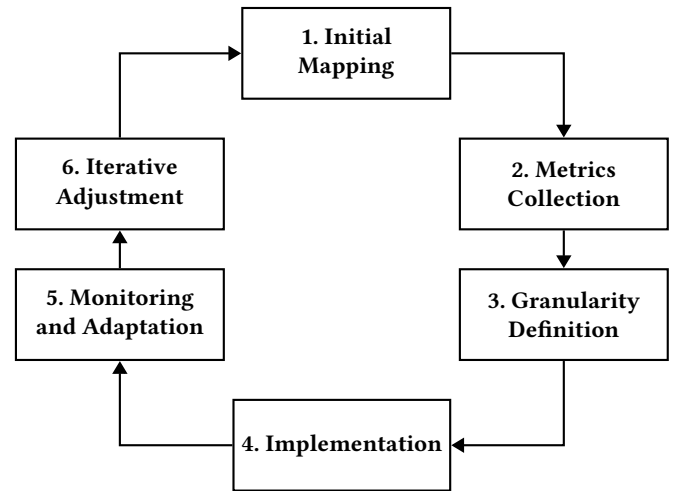 1. Initial
Mapping
2. Metrics
Collection
3. Granularity
Definition
4. Implementation
5. Monitoring
and Adaptation
6. Iterative
Adjustment